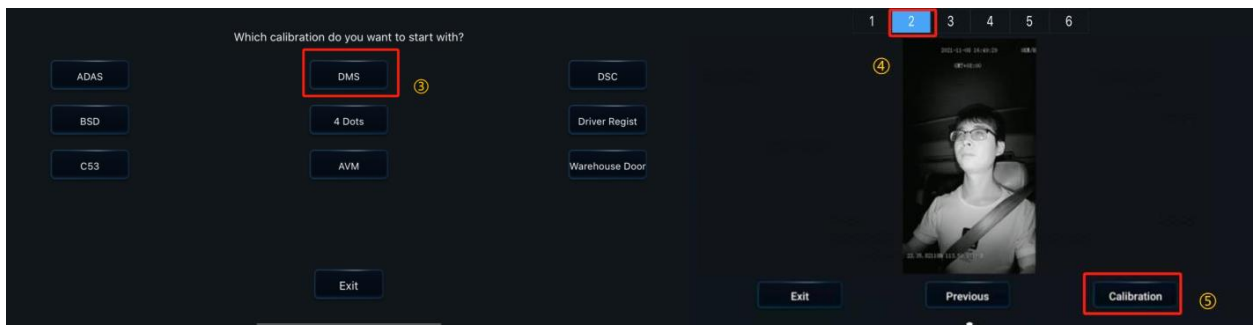 Which calibration do you want to start with?
ADAS
DMS
③
DSC
BSD
4 Dots
Driver Regist
C53
AVM
Warehouse Door
Exit
1 2 3 4 5 6
④
Exit
Previous
Calibration
⑤